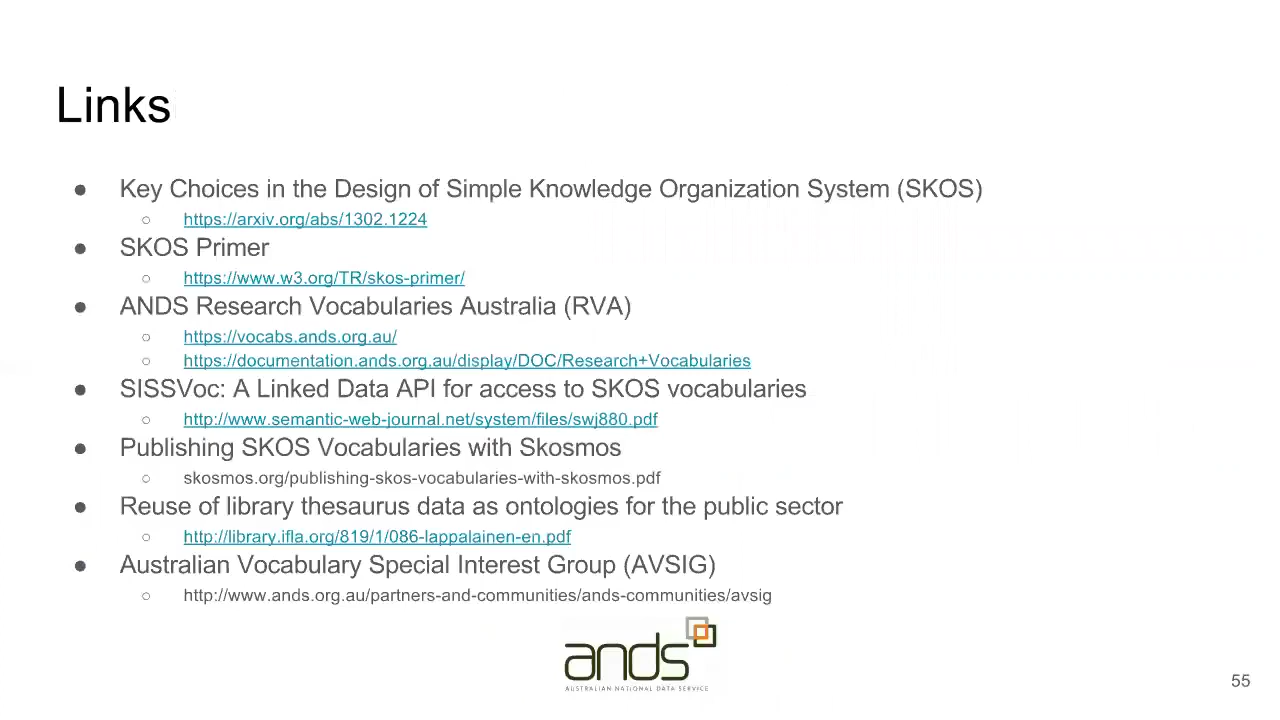 Links
● Key Choices in the Design of Simple Knowledge Organization System (SKOS)
○ https://arxiv.org/abs/1302.1224
● SKOS Primer
○ https://www.w3.org/TR/skos-primer/
● ANDS Research Vocabularies Australia (RVA)
○ https://vocabs.ands.org.au/
○ https://documentation.ands.org.au/display/DOC/Research+Vocabularies
● SISSVoc: A Linked Data API for access to SKOS vocabularies
○ http://www.semantic-web-journal.net/system/files/swj880.pdf
● Publishing SKOS Vocabularies with Skosmos
○ skosmos.org/publishing-skos-vocabularies-with-skosmos.pdf
● Reuse of library thesaurus data as ontologies for the public sector
○ http://library.ifla.org/819/1/086-lappalainen-en.pdf
● Australian Vocabulary Special Interest Group (AVSIG)
○ http://www.ands.org.au/partners-and-communities/ands-communities/avsig
ands
AUSTRALIAN NATIONAL DATA SERVICE
55